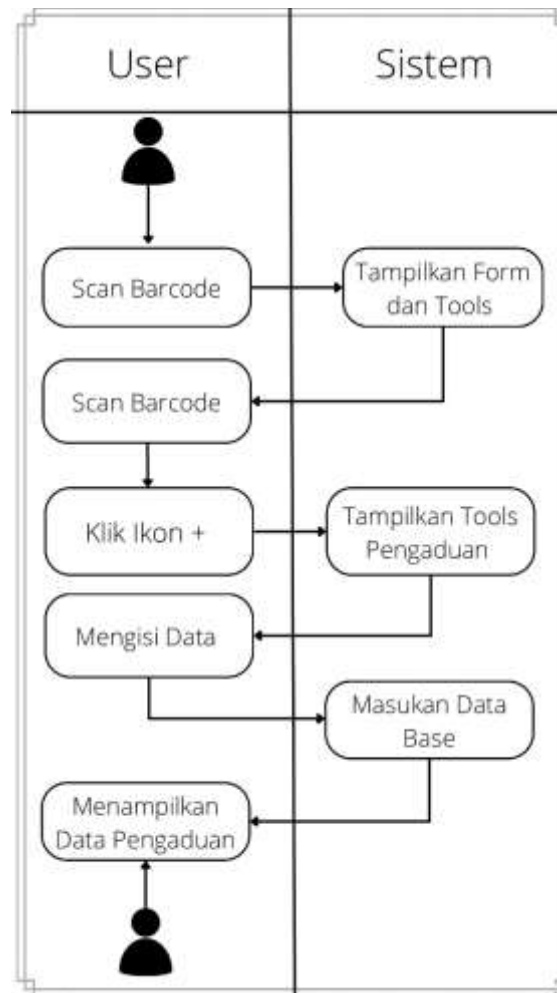 User
Sistem
Scan Barcode
Tampilkan Form
dan Tools
Scan Barcode
Klik Ikon +
Tampilkan Tools
Pengaduan
Mengisi Data
Masukan Data
Base
Menampilkan
Data Pengaduan